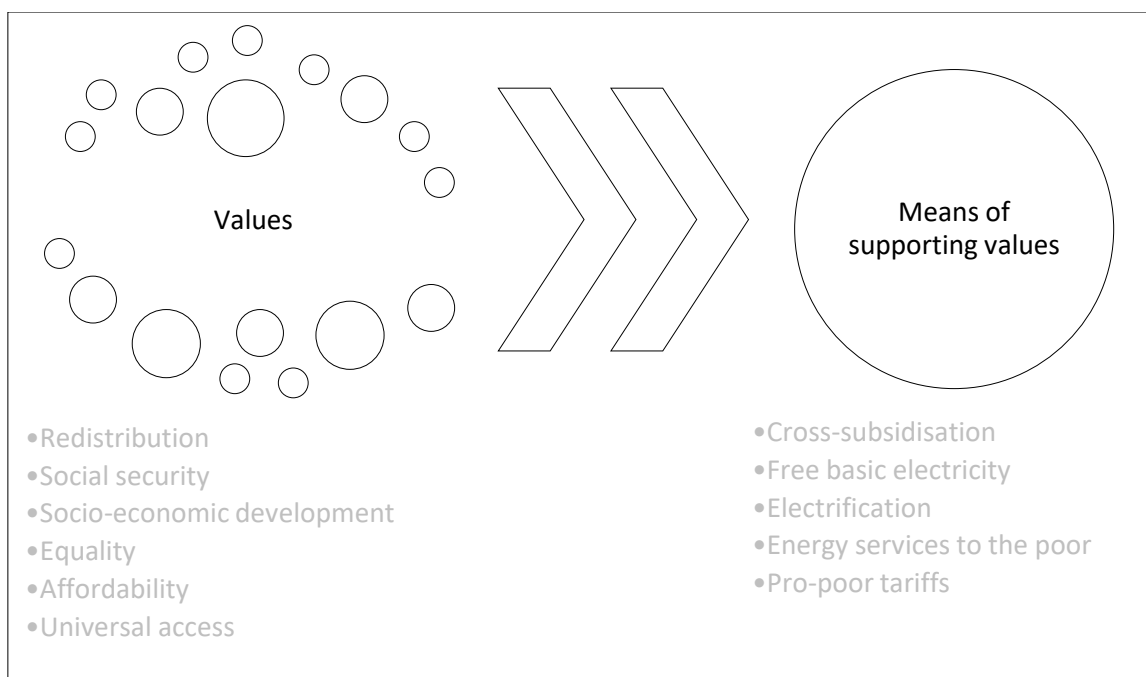 Values
Means of
supporting values
•Redistribution
•Social security
•Socio-economic development
•Equality
•Affordability
•Universal access
•Cross-subsidisation
•Free basic electricity
•Electrification
•Energy services to the poor
•Pro-poor tariffs